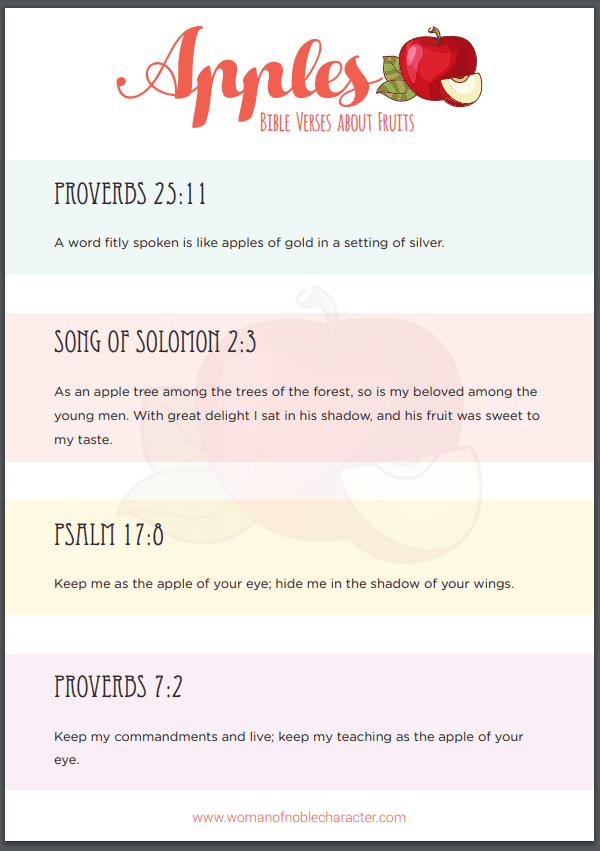 Apples
Bible Verses about Fruits
Proverbs 25:11
A word fitly spoken is like apples of gold in a setting of silver.
Song of Solomon 2:3
As an apple tree among the trees of the forest, so is my beloved among the
young men. With great delight I sat in his shadow, and his fruit was sweet to
my taste.
Psalm 17:8
Keep me as the apple of your eye; hide me in the shadow of your wings.
Proverbs 7:2
Keep my commandments and live; keep my teaching as the apple of your
eye.
www.womanofnoblecharacter.com